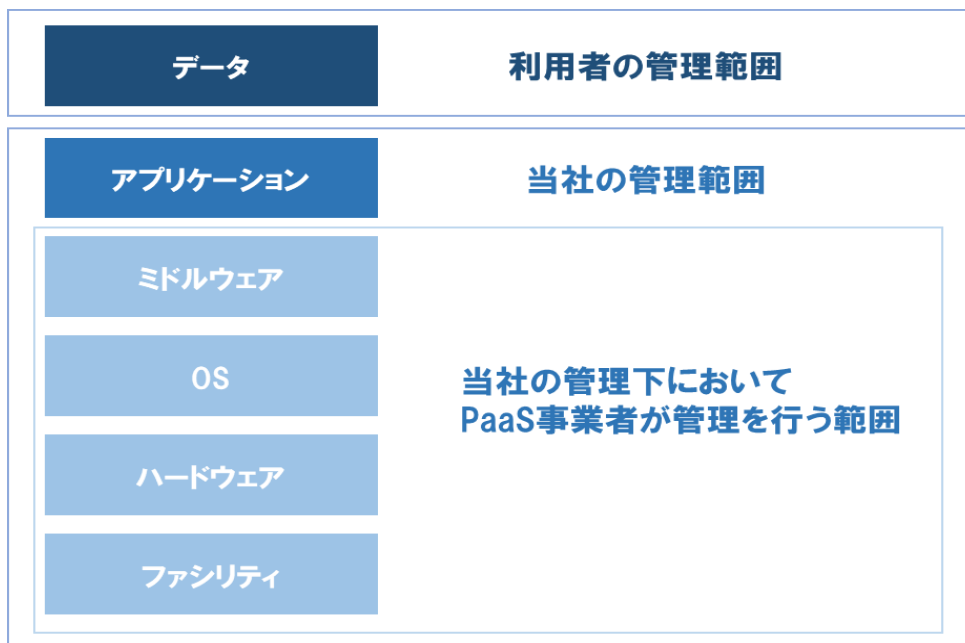 データ
利用者の管理範囲
アプリケーション
当社の管理範囲
ミドルウェア
OS
当社の管理下において
PaaS事業者が管理を行う範囲
ハードウェア
ファシリティ